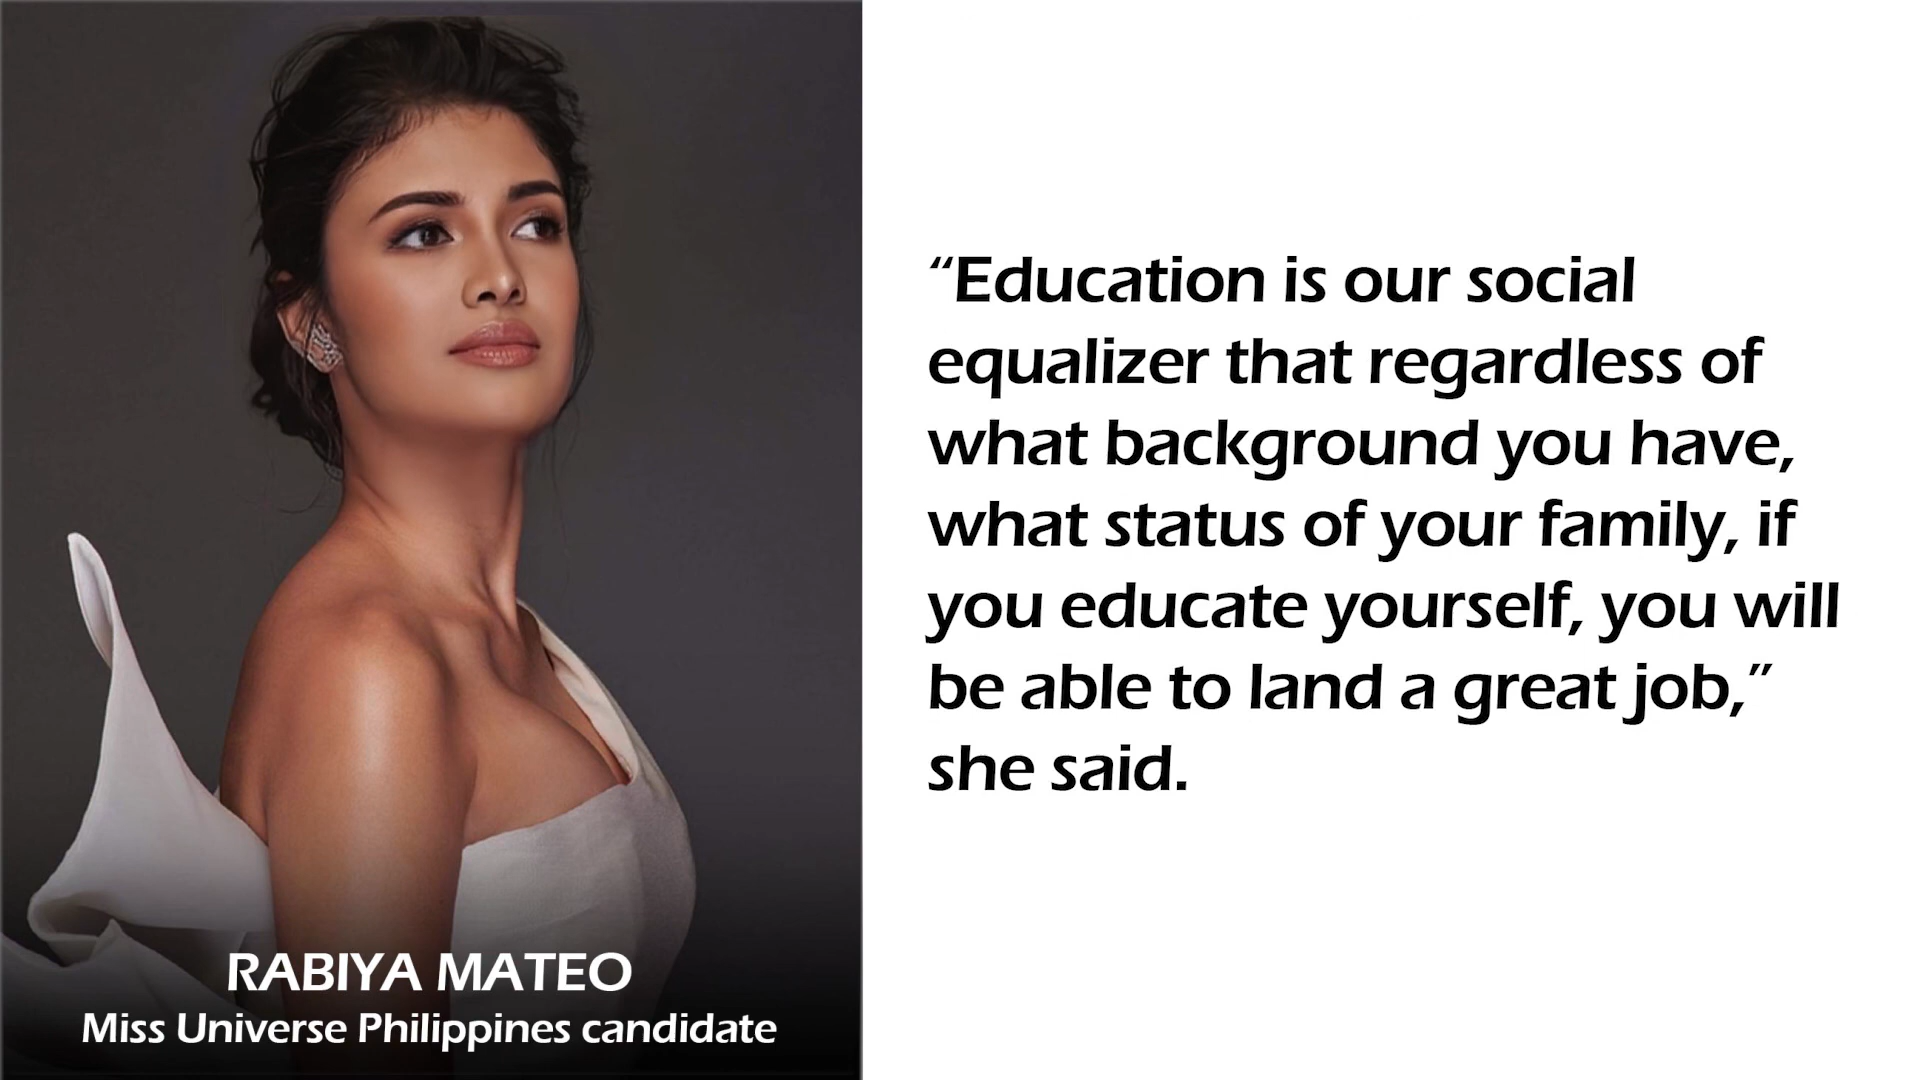 RABIYA MATEO
Miss Universe Philippines candidate
“Education is our social
equalizer that regardless of
what background you have,
what status of your family, if
you educate yourself, you will
be able to land a great job,”
she said.